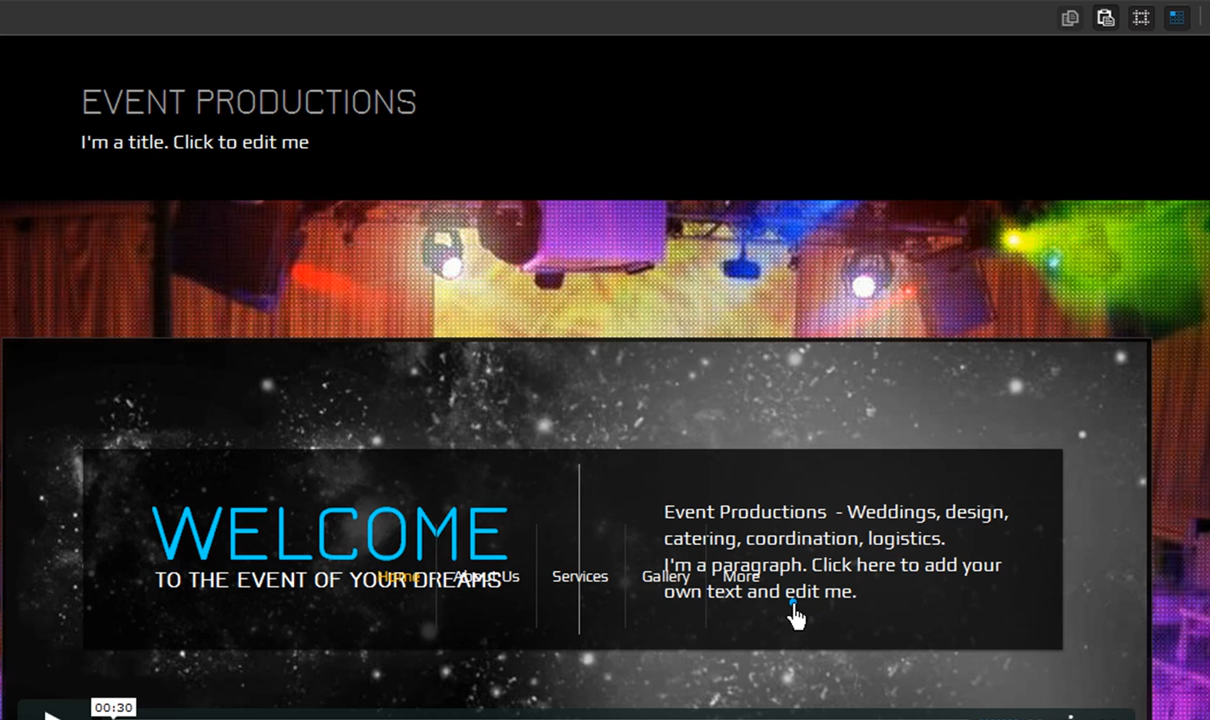 EVENT PRODUCTIONS
I'm a title. Click to edit me
WELCOME
TO THE EVENT OF YOUR DREAMS
Home About Us Services Gallery More
Event Productions - Weddings, design,
catering, coordination, logistics.
I'm a paragraph. Click here to add your
own text and edit me.
00:30